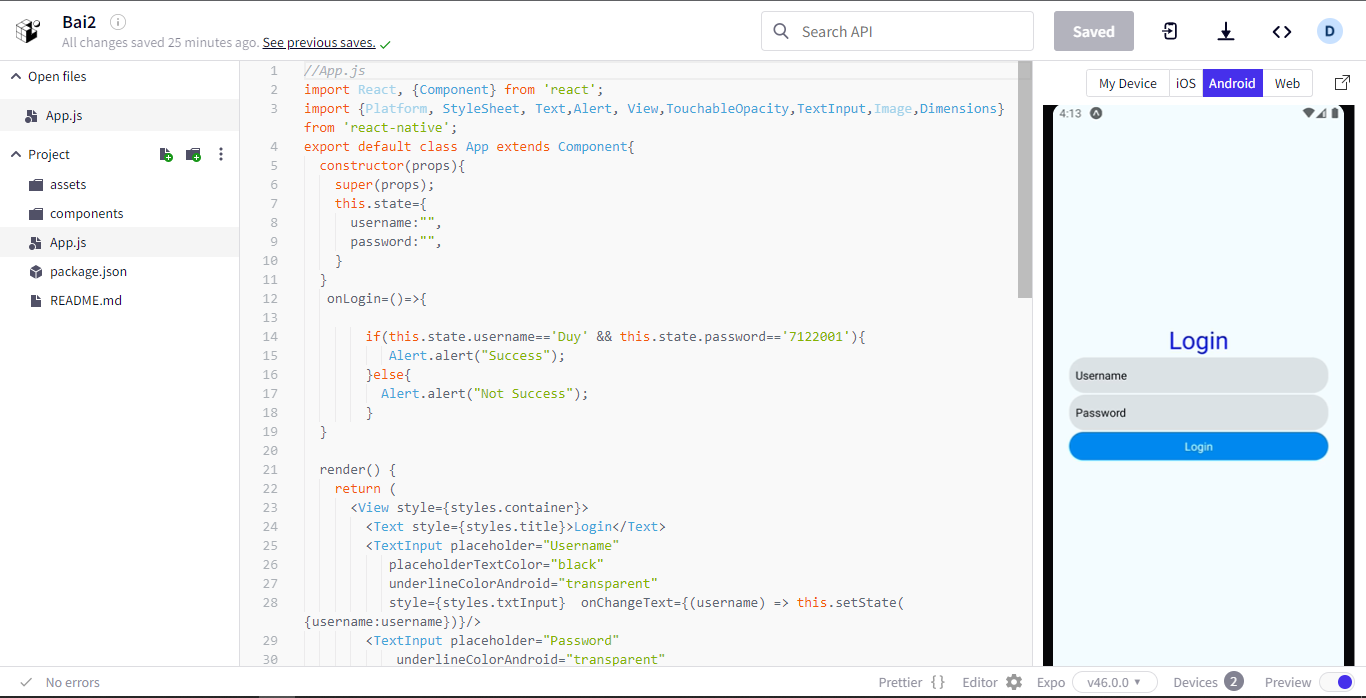 Bai2
All changes saved 25 minutes ago. See previous saves.
Search API
Saved
D
Open files
App.js
Project
assets
components
App.js
package.json
README.md
1 //App.js
2 import React, {Component} from 'react';
3 import {Platform, StyleSheet, Text,Alert, View,TouchableOpacity,TextInput,Image,Dimensions}
from 'react-native';
4 export default class App extends Component{
5 constructor(props){
6 super(props);
7 this.state={
8 username:"",
9 password:"",
10 }
11 }
12 onLogin=()=>{
13
14 if(this.state.username=='Duy' && this.state.password=='7122001'){
15 Alert.alert("Success");
16 }else{
17 Alert.alert("Not Success");
18 }
19 }
20
21 render() {
22 return (
23 <View style={styles.container}>
24 <Text style={styles.title}>Login</Text>
25 <TextInput placeholder="Username"
26 placeholderTextColor="black"
27 underlineColorAndroid="transparent"
28 style={styles.txtInput} onChangeText={(username) => this.setState(
{username:username})}/>
29 <TextInput placeholder="Password"
30 underlineColorAndroid="transparent"
My Device iOS Android Web
4:13
Login
Username
Password
Login
No errors
Prettier {} Editor Expo v46.0.0 ▼ Devices 2 Preview